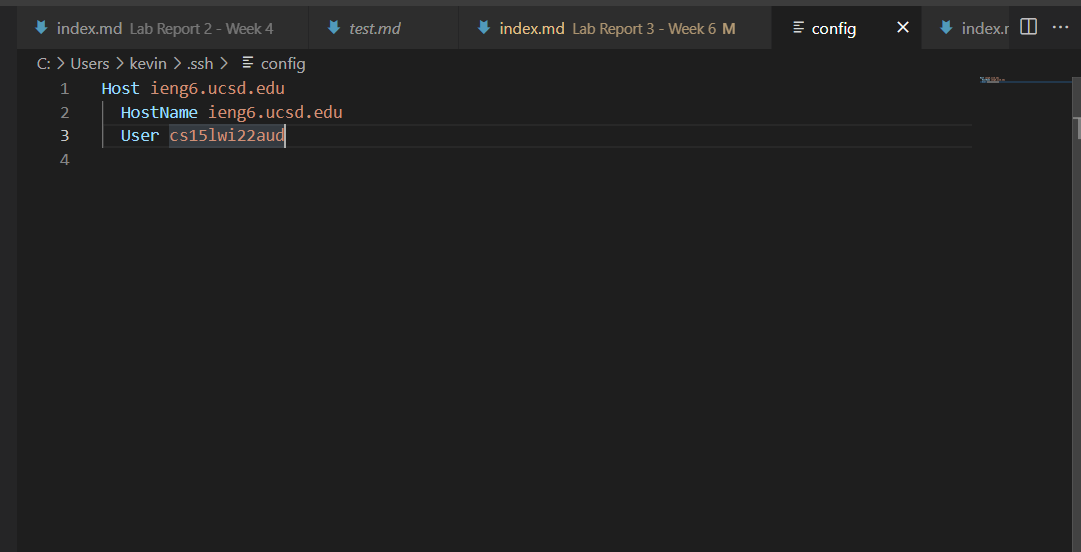 index.md Lab Report 2 - Week 4 test.md index.md Lab Report 3 - Week 6 M config × index.r ···
C: > Users > kevin > .ssh > config
1 Host ieng6.ucsd.edu
2 HostName ieng6.ucsd.edu
3 User cs15lwi22aud
4